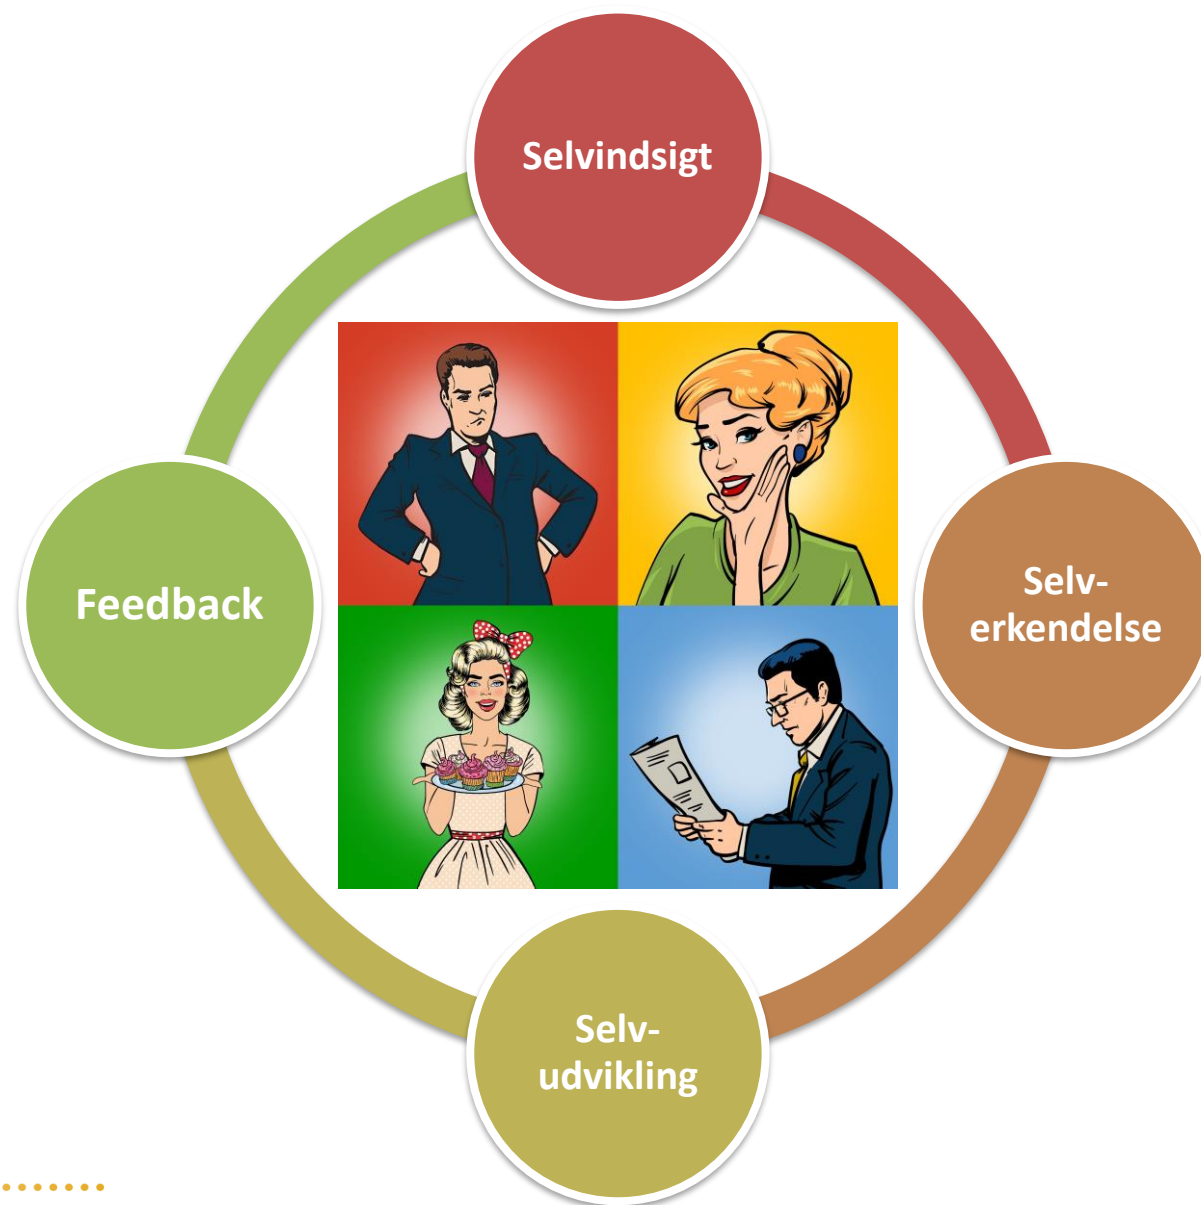 Selvindsigt
Selv-
erkendelse
Selv-
udvikling
Feedback